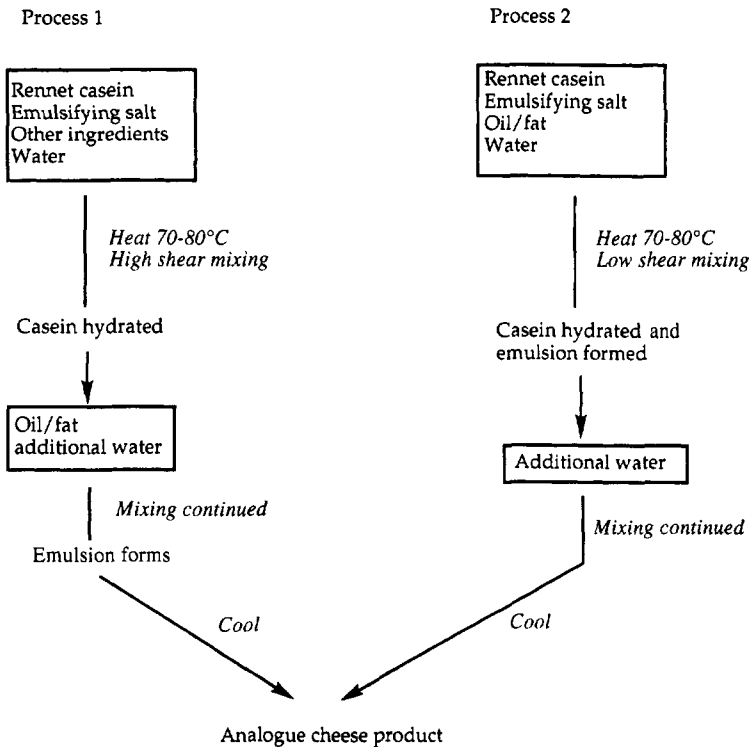 Process 1
Rennet casein
Emulsifying salt
Other ingredients
Water
Heat 70-80°C
High shear mixing
Casein hydrated
Oil/fat
additional water
Mixing continued
Emulsion forms
Cool
Process 2
Rennet casein
Emulsifying salt
Oil/fat
Water
Heat 70-80°C
Low shear mixing
Casein hydrated and
emulsion formed
Additional water
Mixing continued
Cool
Analogue cheese product